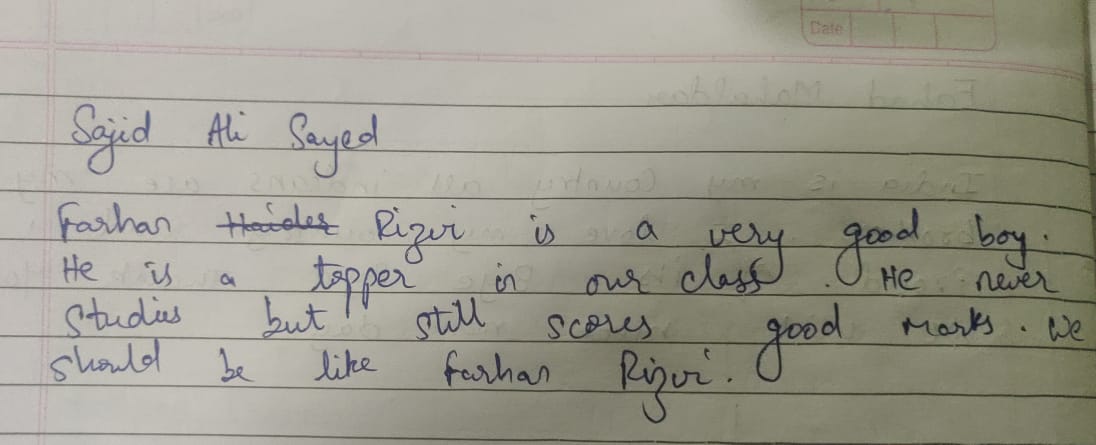 Date
Sajid Ali Sayed
Farhan Haider Rizvi is a very good boy.
He is a topper in our class. He never
studies but still scores good marks. We
should be like Farhan Rizvi.